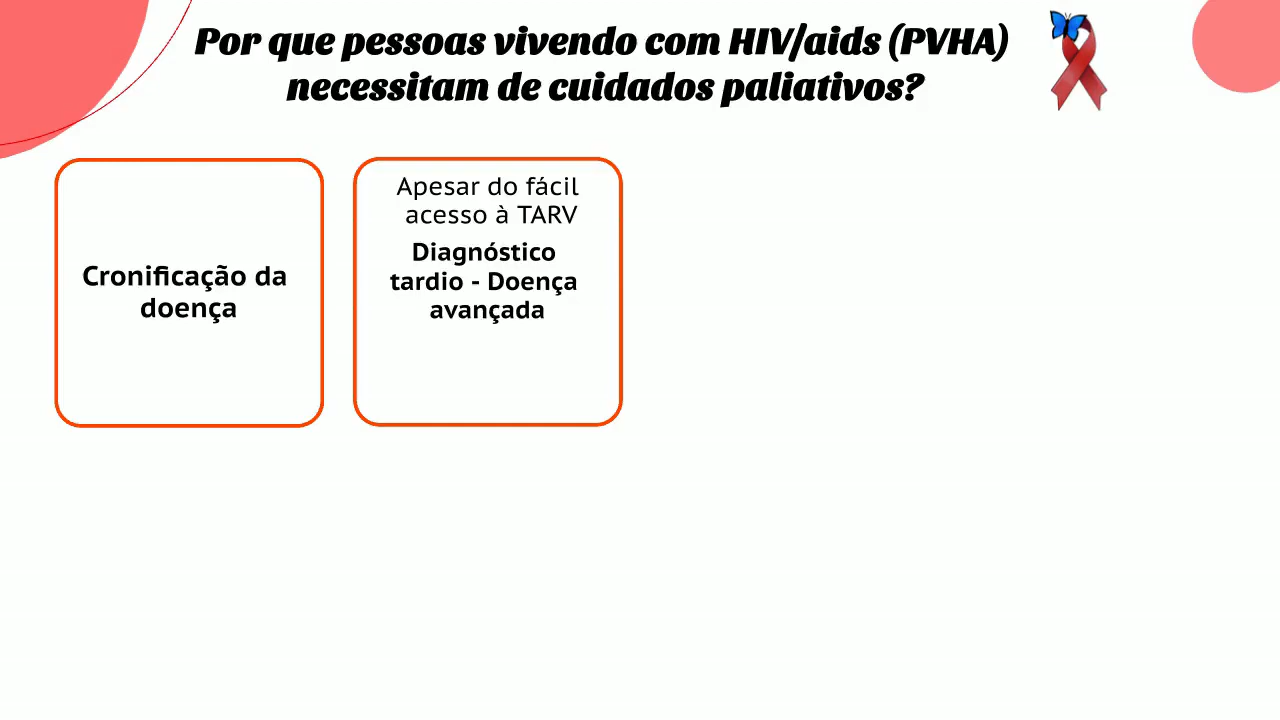 Por que pessoas vivendo com HIV/aids (PVHA)
necessitam de cuidados paliativos?
Cronificação da
doença
Apesar do fácil
acesso à TARV
Diagnóstico
tardio - Doença
avançada